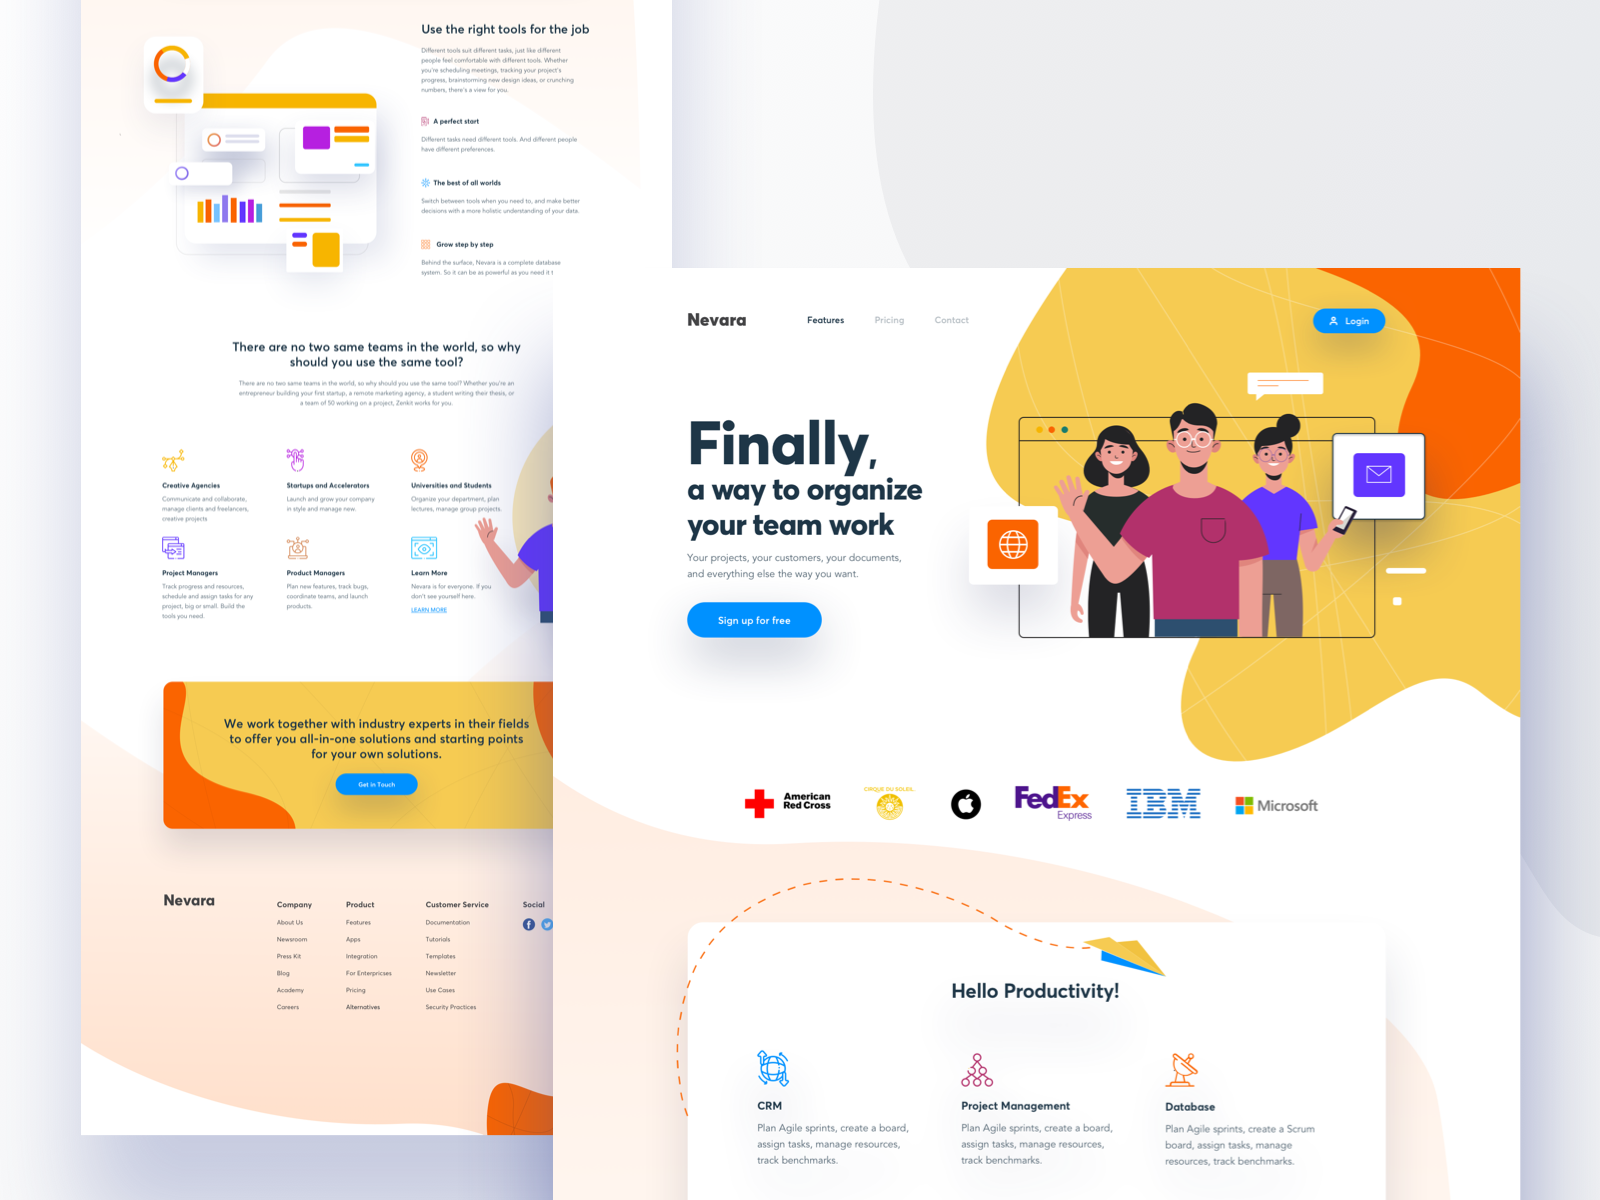 Use the right tools for the job
Different tools suit different tasks, just like different
people feel comfortable with different tools. Whether
you're scheduling meetings, tracking your project's
progress, brainstorming new design ideas, or crunching
numbers, there's a view for you.
A perfect start
Different tasks need different tools. And different people
have different preferences.
The best of all worlds
Switch between tools when you need to, and make better
decisions with a more holistic understanding of your data.
Grow step by step
Behind the surface, Nevara is a complete database
system. So it can be as powerful as you need it t
There are no two same teams in the world, so why
should you use the same tool?
There are no two same teams in the world, so why should you use the same tool? Whether you're an
entrepreneur building your first startup, a remote marketing agency, a student writing their thesis, or
a team of 50 working on a project, Zenkit works for you.
Creative Agencies
Communicate and collaborate,
manage clients and freelancers,
creative projects
Startups and Accelerators
Launch and grow your company
in style and manage new.
Universities and Students
Organize your department, plan
lectures, manage group projects.
Project Managers
Track progress and resources,
schedule and assign tasks for any
project, big or small. Build the
tools you need.
Product Managers
Plan new features, track bugs,
coordinate teams, and launch
products.
Learn More
Nevara is for everyone. If you
don't see yourself here.
LEARN MORE
We work together with industry experts in their fields
to offer you all-in-one solutions and starting points
for your own solutions.
Get in Touch
Nevara
Company
About Us
Newsroom
Press Kit
Blog
Academy
Careers
Product
Features
Apps
Integration
For Enterpricses
Pricing
Alternatives
Customer Service
Documentation
Tutorials
Templates
Newsletter
Use Cases
Security Practices
Social
Nevara
Features
Pricing
Contact
Login
Finally,
a way to organize
your team work
Your projects, your customers, your documents,
and everything else the way you want.
Sign up for free
American
Red Cross
CIRQUE DU SOLEIL
FedEx
Express
IBM
Microsoft
Hello Productivity!
CRM
Plan Agile sprints, create a board,
assign tasks, manage resources,
track benchmarks.
Project Management
Plan Agile sprints, create a board,
assign tasks, manage resources,
track benchmarks.
Database
Plan Agile sprints, create a Scrum
board, assign tasks, manage
resources, track benchmarks.